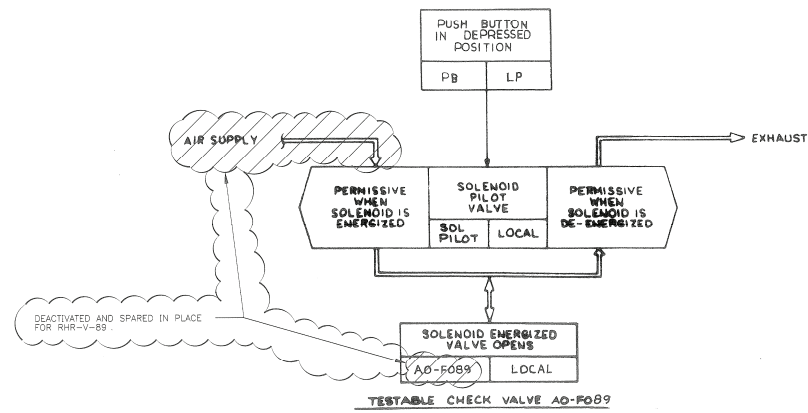 PUSH BUTTON
IN DEPRESSED
POSITION
PB
LP
AIR SUPPLY
EXHAUST
PERMISSIVE
WHEN
SOLENOID IS
ENERGIZED
SOLENOID
PILOT
VALVE
SOL
PILOT
LOCAL
PERMISSIVE
WHEN
SOLENOID IS
DE-ENERGIZED
DEACTIVATED AND SPARED IN PLACE
FOR RHR-V-89 .
SOLENOID ENERGIZED
VALVE OPENS
AO-F089
LOCAL
TESTABLE CHECK VALVE AO-F089